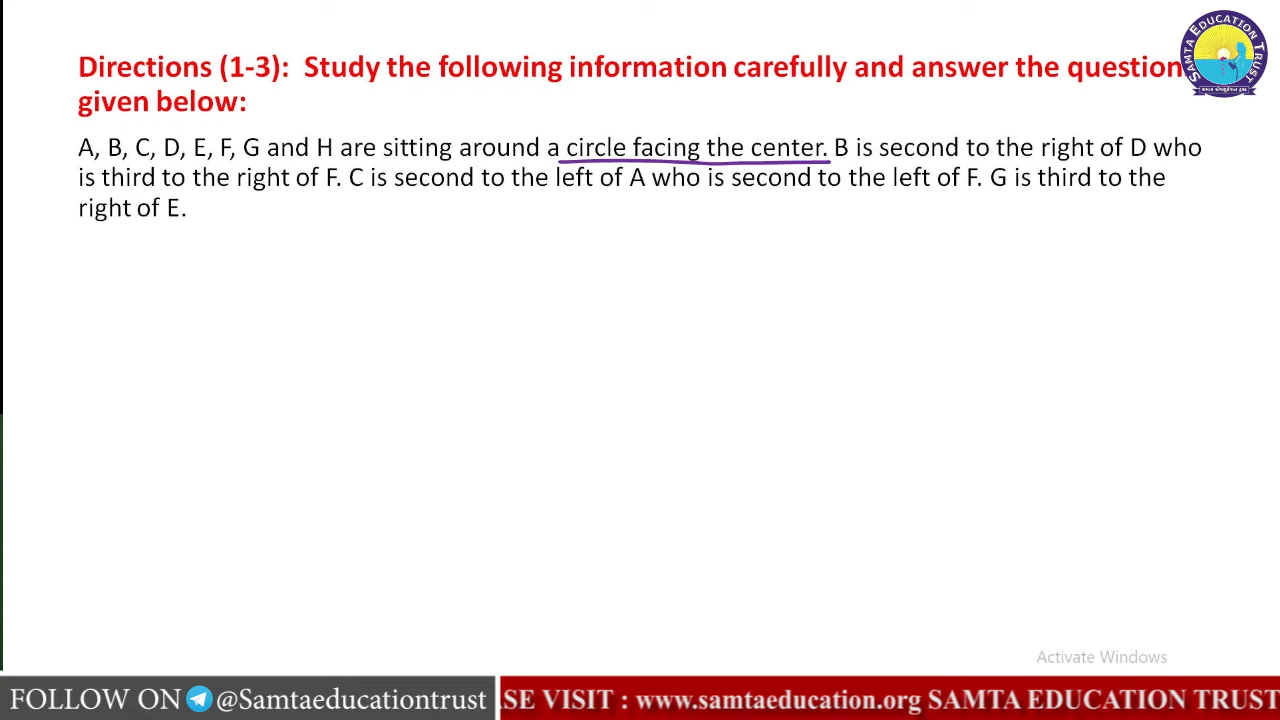 Directions (1-3): Study the following information carefully and answer the question
given below:
A, B, C, D, E, F, G and H are sitting around a circle facing the center. B is second to the right of D who
is third to the right of F. C is second to the left of A who is second to the left of F. G is third to the
right of E.
SAMTA EDUCATION TRUST
Activate Windows
FOLLOW ON @Samtaeducationtrust
SE VISIT : www.samtaeducation.org SAMTA EDUCATION TRUST